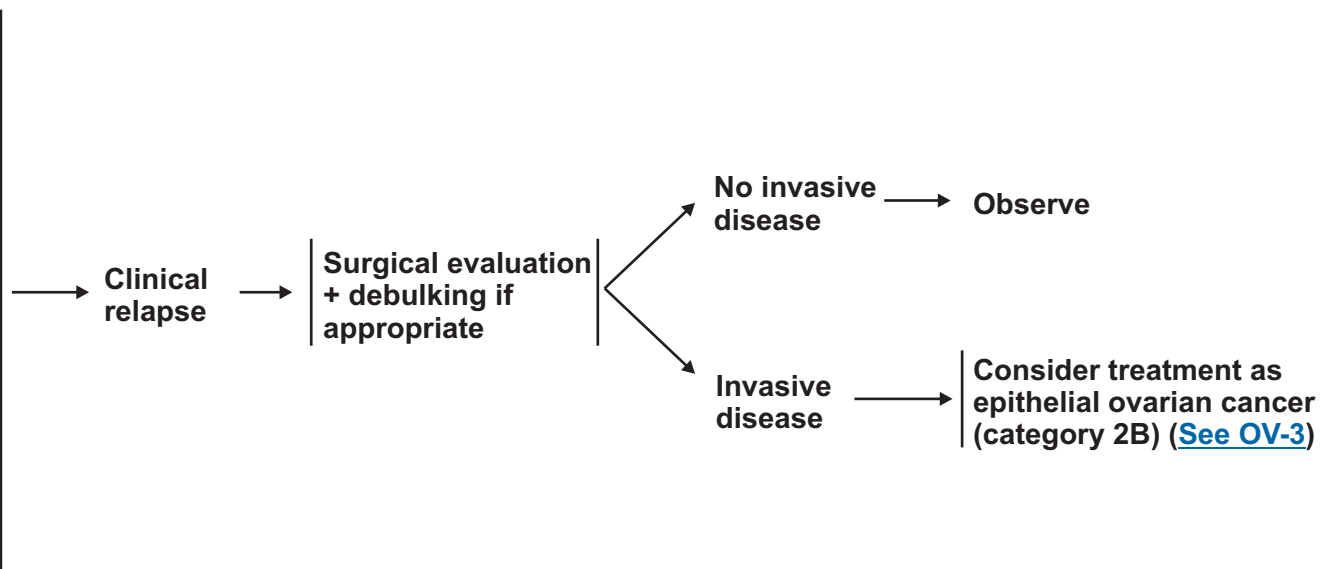 Clinical
relapse
Surgical evaluation
+ debulking if
appropriate
No invasive
disease
Observe
Invasive
disease
Consider treatment as
epithelial ovarian cancer
(category 2B) (See OV-3)